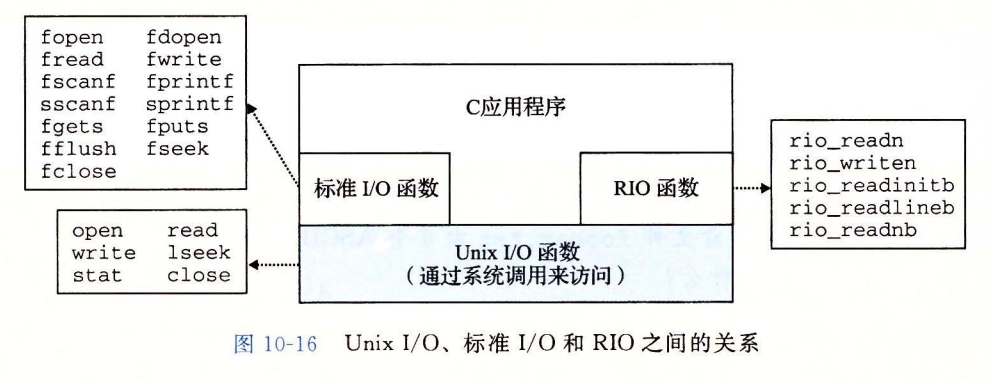 fopen fdopen
fread fwrite
fscanf fprintf
sscanf sprintf
fgets fputs
fflush fseek
fclose
C应用程序
标准 I/O 函数
RIO 函数
rio_readn
rio_writen
rio_readinitb
rio_readlineb
rio_readnb
open read
write lseek
stat close
Unix I/O 函数
（通过系统调用来访问）
图 10-16 Unix I/O、标准 I/O 和 RIO 之间的关系